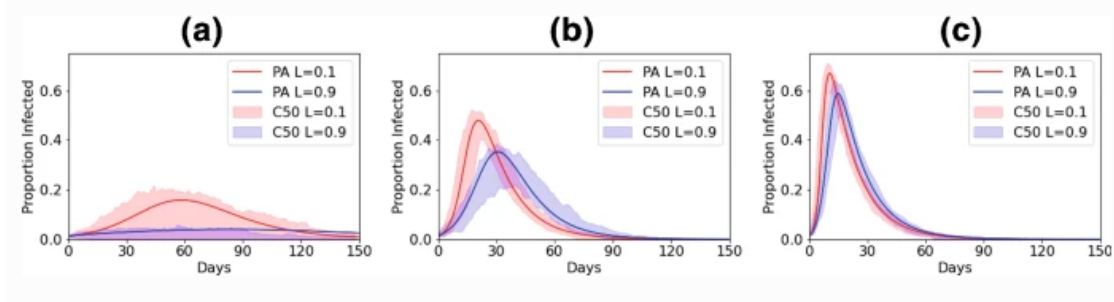 (a)
Proportion Infected
0.6
0.4
0.2
0.0
PA L=0.1
PA L=0.9
C50 L=0.1
C50 L=0.9
0 30 60 90 120 150
Days
(b)
Proportion Infected
0.6
0.4
0.2
0.0
PA L=0.1
PA L=0.9
C50 L=0.1
C50 L=0.9
0 30 60 90 120 150
Days
(c)
Proportion Infected
0.6
0.4
0.2
0.0
PA L=0.1
PA L=0.9
C50 L=0.1
C50 L=0.9
0 30 60 90 120 150
Days